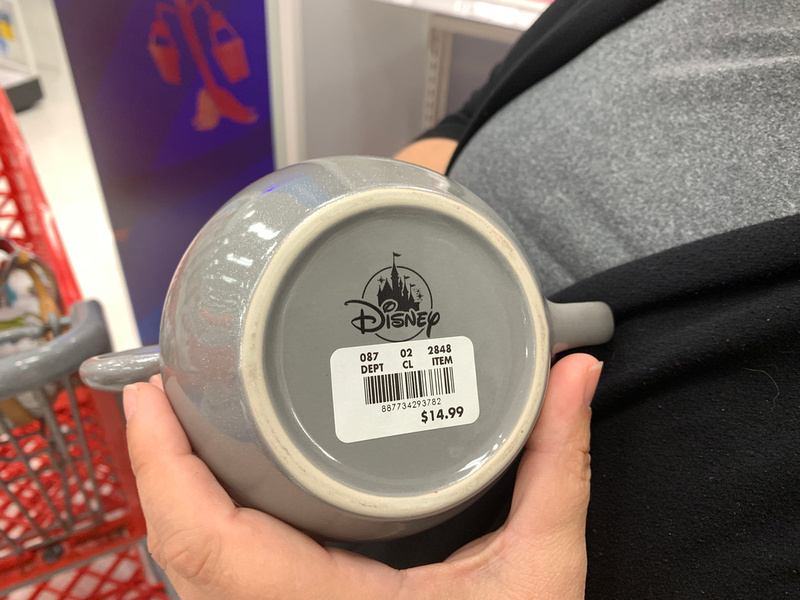 Disney
087 02 2848
DEPT CL ITEM
887734293782
$14.99